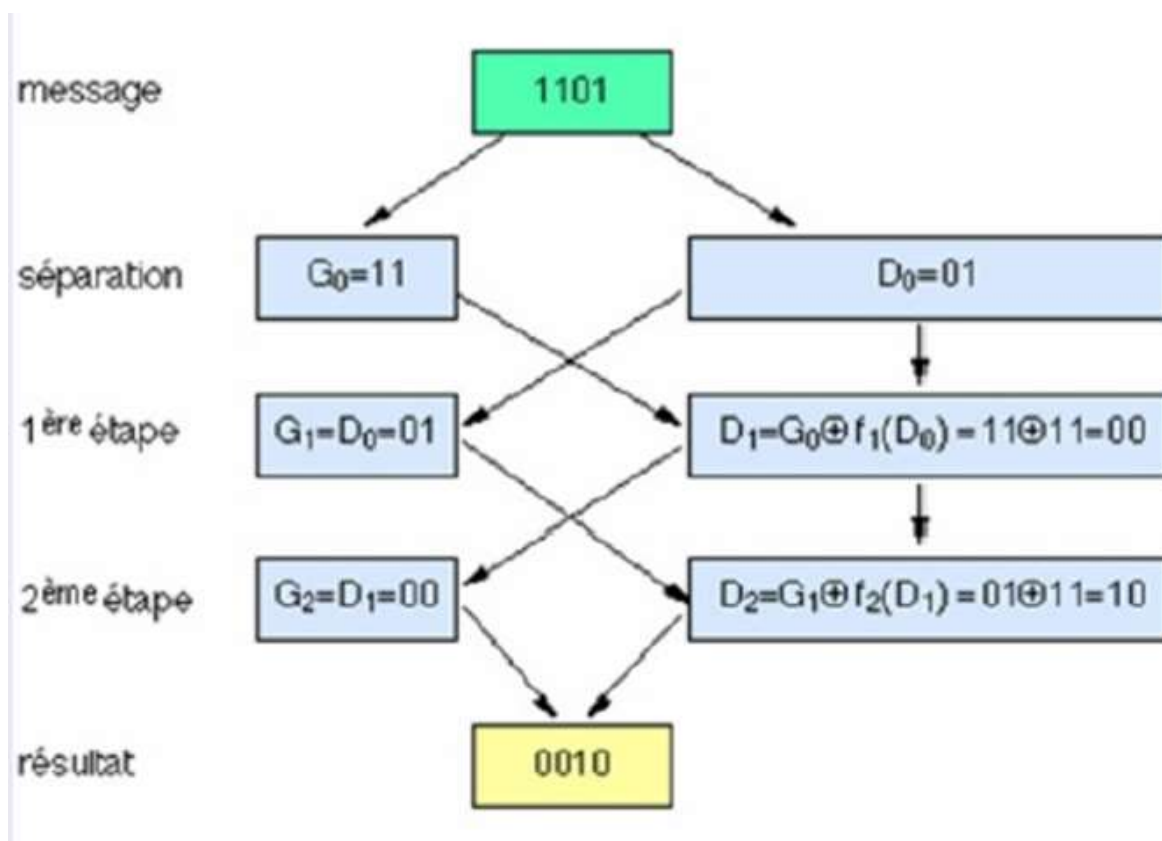 message 1101
séparation G₀=11 D₀=01
1ère étape G₁=D₀=01 D₁=G₀⊕f₁(D₀)=11⊕11=00
2ème étape G₂=D₁=00 D₂=G₁⊕f₂(D₁)=01⊕11=10
résultat 0010